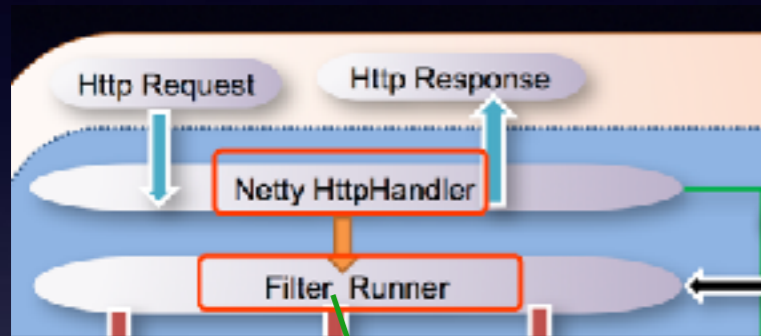 Http Request
Http Response
Netty HttpHandler
Filter Runner